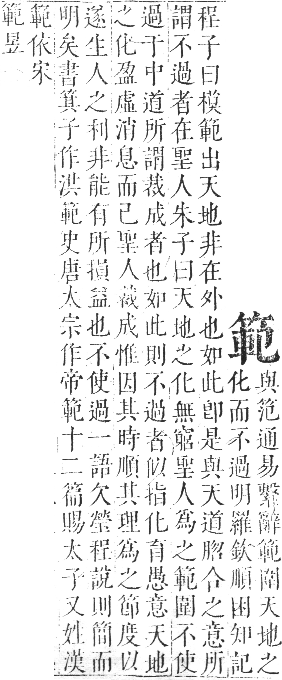 範
與笵通易繫辭範圍天地之
化而不過明羅欽順困知記
程子曰模範出天地非在外也如此卽是與天道脗合之意所
謂不過者在聖人朱子曰天地之化無窮聖人爲之範圍不使
過于中道所謂裁成者也如此則不過者似指化育愚意天地
之化盈虛消息而已聖人裁成惟因其時順其理爲之節度以
遂生人之利非能有所損益也不使過一語欠瑩程說則簡而
明矣書箕子作洪範史唐太宗作帝範十二篇賜太子又姓漢
範依宋
範昱